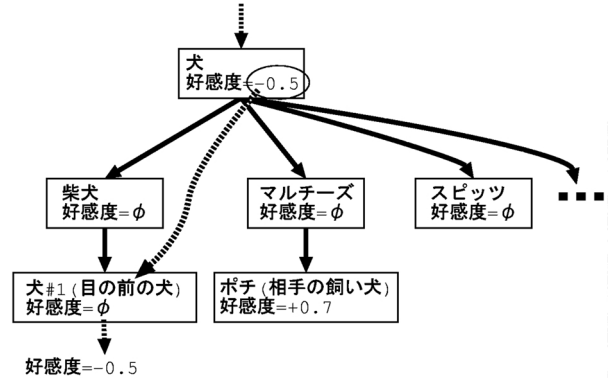 犬
好感度=-0.5
柴犬
好感度=φ
マルチーズ
好感度=φ
スピッツ
好感度=φ
犬#1(目の前の犬)
好感度=φ
ポチ(相手の飼い犬)
好感度=+0.7
好感度=-0.5